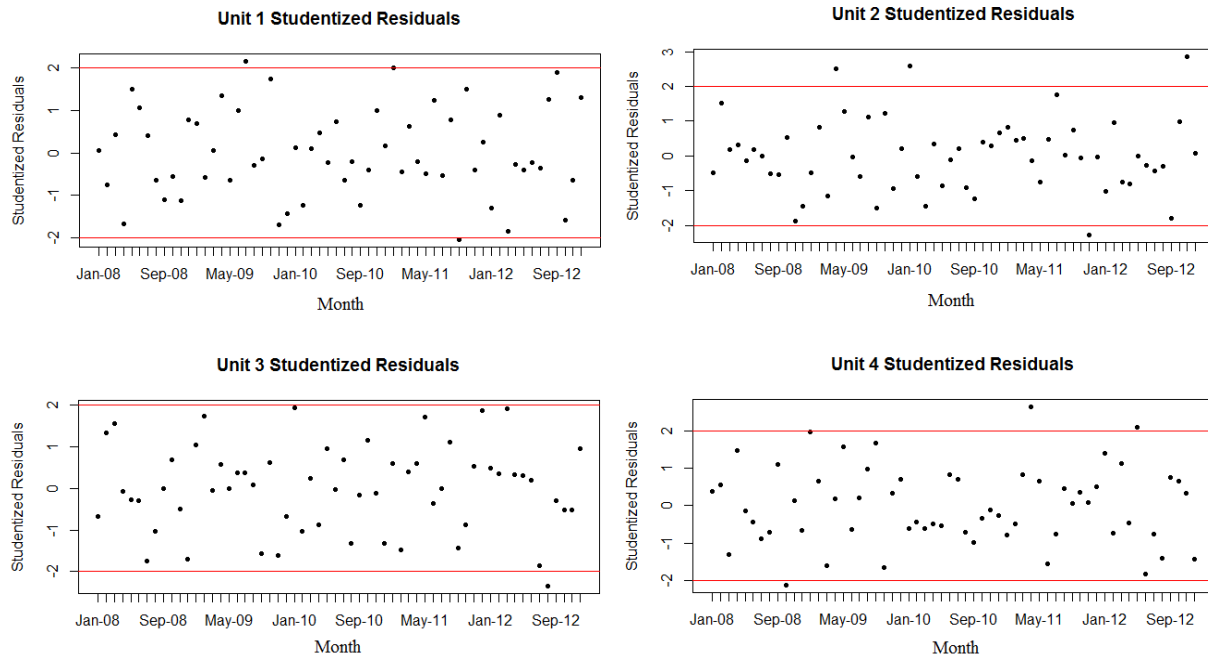 Unit 1 Studentized Residuals
Studentized Residuals
2
1
0
-1
-2
Jan-08 Sep-08 May-09 Jan-10 Sep-10 May-11 Jan-12 Sep-12
Month
Unit 2 Studentized Residuals
Studentized Residuals
3
2
1
0
-1
-2
Jan-08 Sep-08 May-09 Jan-10 Sep-10 May-11 Jan-12 Sep-12
Month
Unit 3 Studentized Residuals
Studentized Residuals
2
1
0
-1
-2
Jan-08 Sep-08 May-09 Jan-10 Sep-10 May-11 Jan-12 Sep-12
Month
Unit 4 Studentized Residuals
Studentized Residuals
2
1
0
-1
-2
Jan-08 Sep-08 May-09 Jan-10 Sep-10 May-11 Jan-12 Sep-12
Month